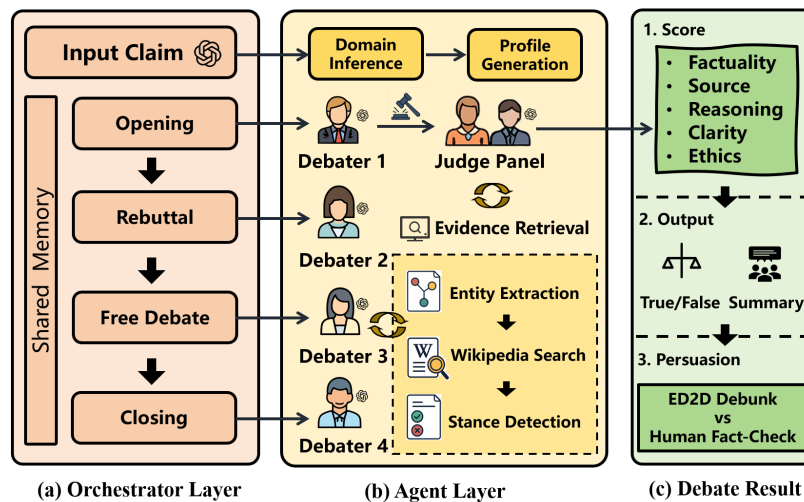 Input Claim
Shared Memory
Opening
Rebuttal
Free Debate
Closing
(a) Orchestrator Layer
Domain
Inference
Profile
Generation
Debater 1
Judge Panel
Debater 2
Evidence Retrieval
Debater 3
Entity Extraction
W
Wikipedia Search
Stance Detection
Debater 4
(b) Agent Layer
1. Score
• Factuality
• Source
• Reasoning
• Clarity
• Ethics
2. Output
True/False Summary
3. Persuasion
ED2D Debunk
vs
Human Fact-Check
(c) Debate Result